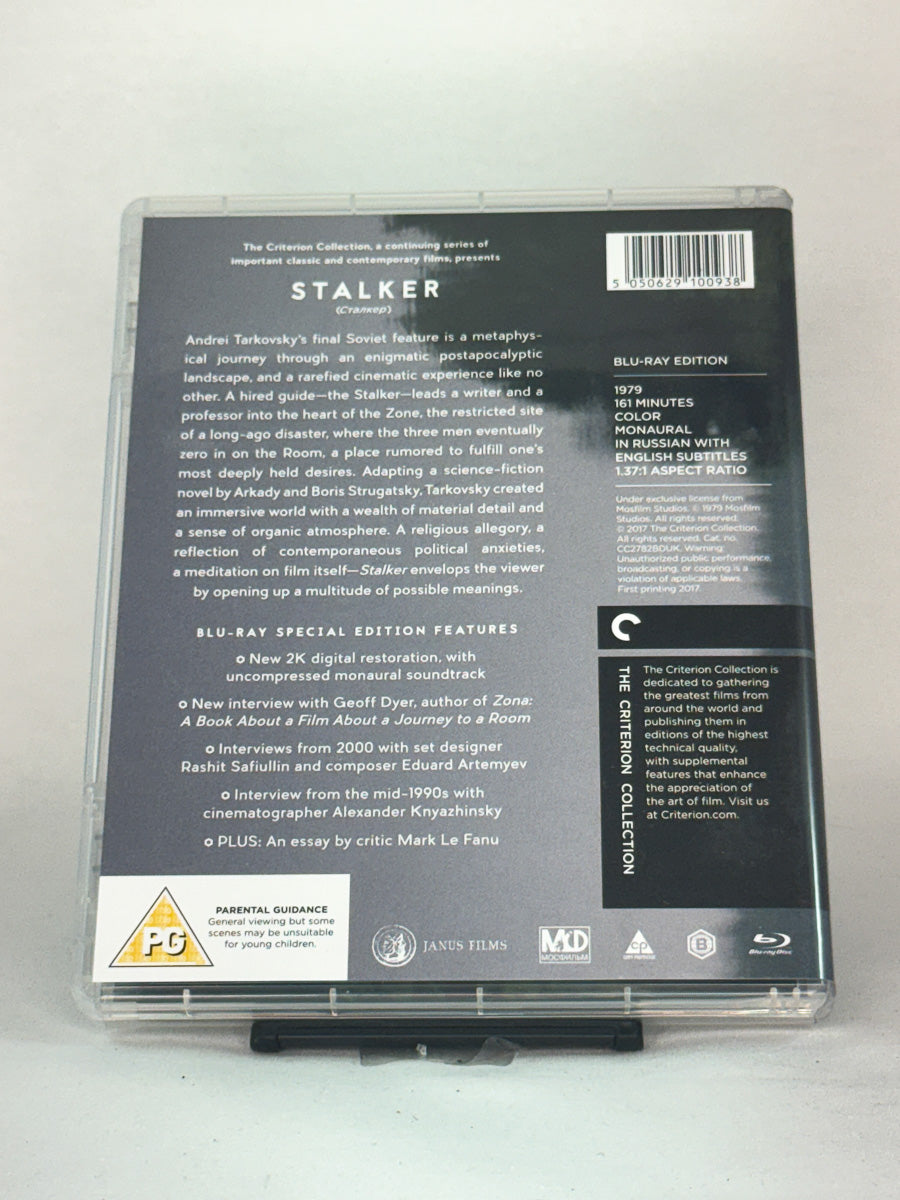 The Criterion Collection, a continuing series of
important classic and contemporary films, presents
STALKER
(Сталкер)
Andrei Tarkovsky's final Soviet feature is a metaphys-
ical journey through an enigmatic postapocalyptic
landscape, and a rarefied cinematic experience like no
other. A hired guide—the Stalker—leads a writer and a
professor into the heart of the Zone, the restricted site
of a long-ago disaster, where the three men eventually
zero in on the Room, a place rumored to fulfill one's
most deeply held desires. Adapting a science-fiction
novel by Arkady and Boris Strugatsky, Tarkovsky created
an immersive world with a wealth of material detail and
a sense of organic atmosphere. A religious allegory, a
reflection of contemporaneous political anxieties,
a meditation on film itself—Stalker envelops the viewer
by opening up a multitude of possible meanings.
BLU-RAY SPECIAL EDITION FEATURES
New 2K digital restoration, with
uncompressed monaural soundtrack
New interview with Geoff Dyer, author of Zona:
A Book About a Film About a Journey to a Room
Interviews from 2000 with set designer
Rashit Safiullin and composer Eduard Artemyev
Interview from the mid-1990s with
cinematographer Alexander Knyazhinsky
PLUS: An essay by critic Mark Le Fanu
5 050629 100938
BLU-RAY EDITION
1979
161 MINUTES
COLOR
MONAURAL
IN RUSSIAN WITH
ENGLISH SUBTITLES
1.37:1 ASPECT RATIO
Under exclusive license from
Mosfilm Studios. © 1979 Mosfilm
Studios. All rights reserved.
© 2017 The Criterion Collection.
All rights reserved. Cat. no.
CC2782BDUK. Warning:
Unauthorized public performance,
broadcasting, or copying is a
violation of applicable laws.
First printing 2017.
THE CRITERION COLLECTION
The Criterion Collection is
dedicated to gathering
the greatest films from
around the world and
publishing them in
editions of the highest
technical quality,
with supplemental
features that enhance
the appreciation of
the art of film. Visit us
at Criterion.com.
PG
PARENTAL GUIDANCE
General viewing but some
scenes may be unsuitable
for young children.
JANUS FILMS
МОСФИЛЬМ
cp
B
Blu-ray Disc